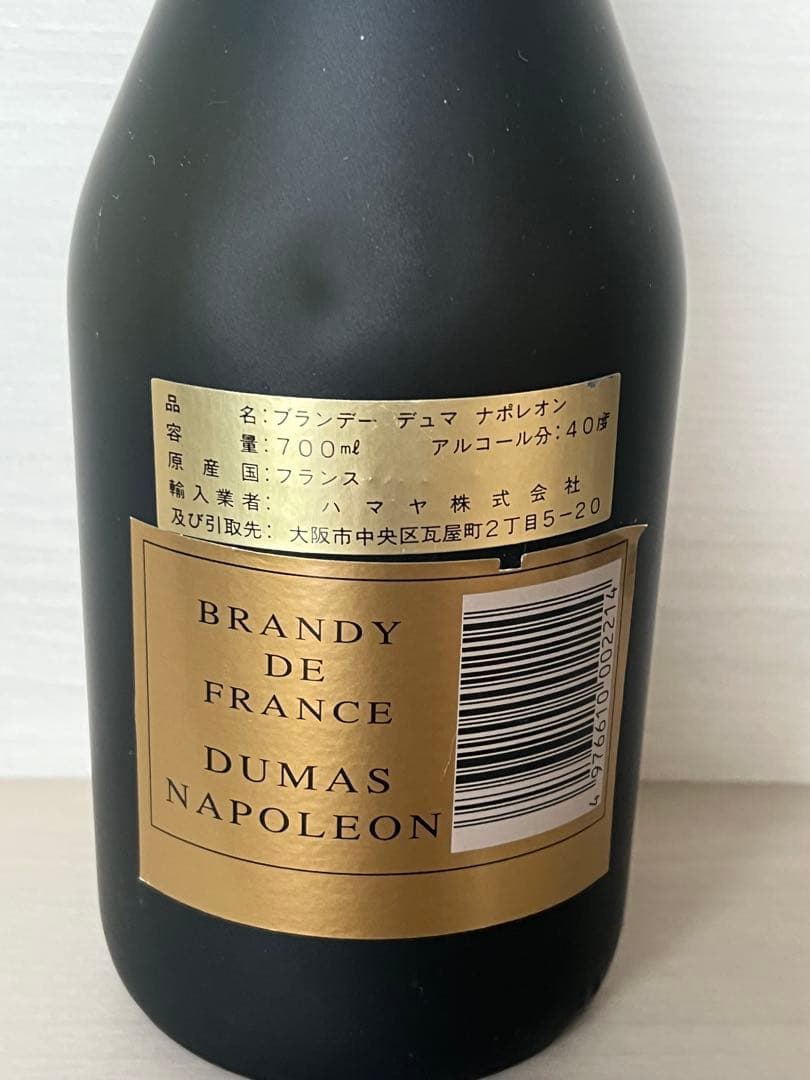 品名:ブランデー デュマ ナポレオン
容量:700ml アルコール分:40度
原産国:フランス
輸入業者: ハマヤ株式会社
及び引取先: 大阪市中央区瓦屋町2丁目5-20
BRANDY
DE
FRANCE
DUMAS
NAPOLEON
4976610002214